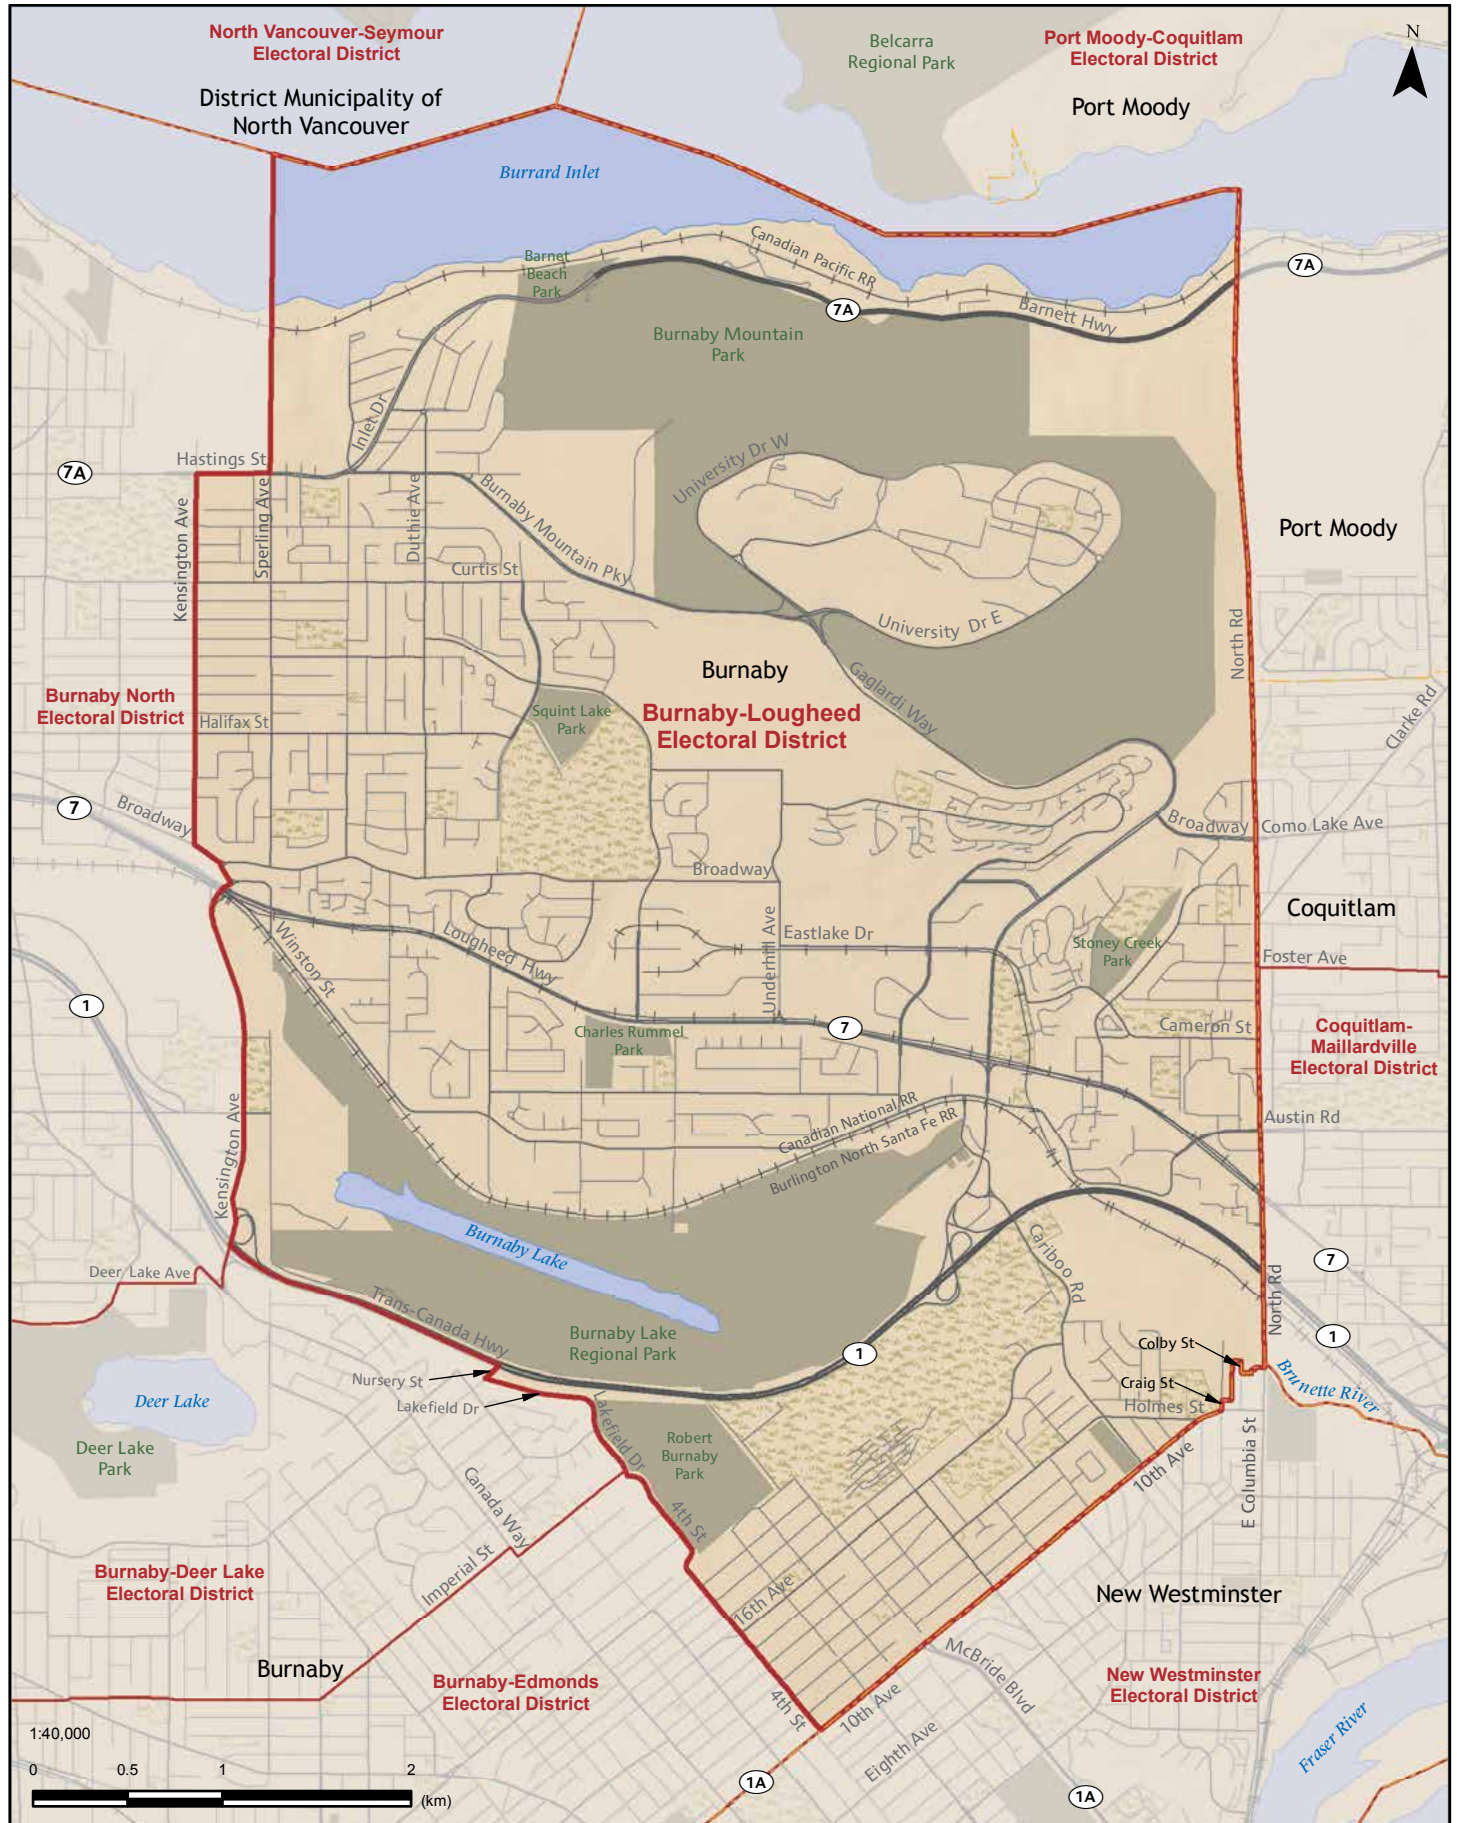 North Vancouver-Seymour
Electoral District
Belcarra
Regional Park
Port Moody-Coquitlam
Electoral District
N
District Municipality of
North Vancouver
Port Moody
Burrard Inlet
Barnet
Beach
Park
Canadian Pacific RR
7A
7A
Barnett Hwy
Burnaby Mountain
Park
Inlet Dr
Hastings St
7A
Kensington Ave
Sperling Ave
Duthie Ave
Burnaby Mountain Pky
Curtis St
University Dr W
University Dr E
Port Moody
North Rd
Burnaby
Gaglardi Way
Burnaby North
Electoral District
Halifax St
Squint Lake
Park
Burnaby-Lougheed
Electoral District
Clarke Rd
7
Broadway
Broadway
Como Lake Ave
Broadway
Coquitlam
Winston St
Lougheed Hwy
Underhill Ave
Eastlake Dr
Stoney Creek
Park
Foster Ave
1
Charles Rummel
Park
7
Cameron St
Coquitlam-
Maillardville
Electoral District
Kensington Ave
Canadian National RR
Burlington North Santa Fe RR
Austin Rd
Burnaby Lake
Cariboo Rd
Deer Lake Ave
7
North Rd
Trans-Canada Hwy
Burnaby Lake
Regional Park
1
1
Colby St
Nursery St
Craig St
Brunette River
Deer Lake
Lakefield Dr
Holmes St
Lakefield Dr
Deer Lake
Park
Robert
Burnaby
Park
10th Ave
E Columbia St
Canada Way
4th St
Imperial St
Burnaby-Deer Lake
Electoral District
16th Ave
New Westminster
Burnaby
McBride Blvd
Burnaby-Edmonds
Electoral District
New Westminster
Electoral District
4th St
10th Ave
Eighth Ave
Fraser River
1:40,000
0 0.5 1 2
(km)
1A
1A